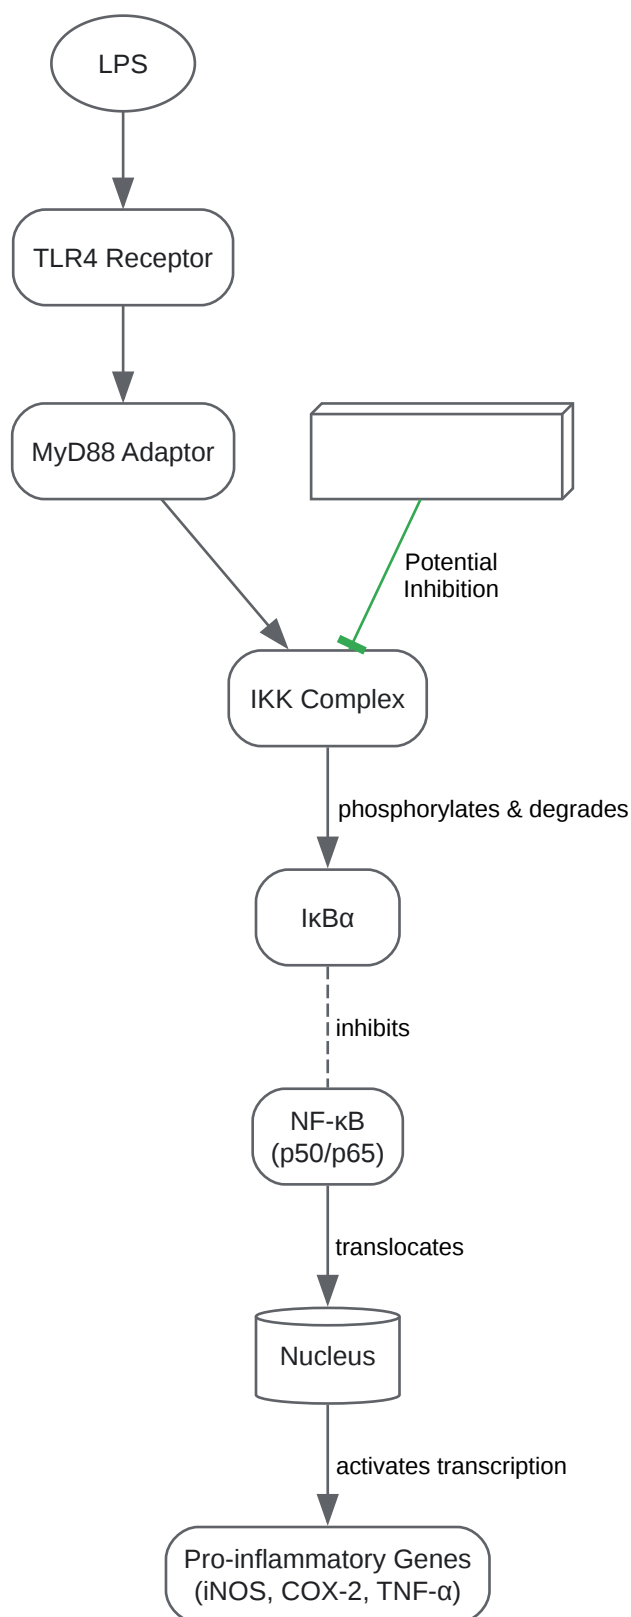 LPS
TLR4 Receptor
MyD88 Adaptor
Potential
Inhibition
IKK Complex
phosphorylates & degrades
IκBα
inhibits
NF-κB
(p50/p65)
translocates
Nucleus
activates transcription
Pro-inflammatory Genes
(iNOS, COX-2, TNF-α)